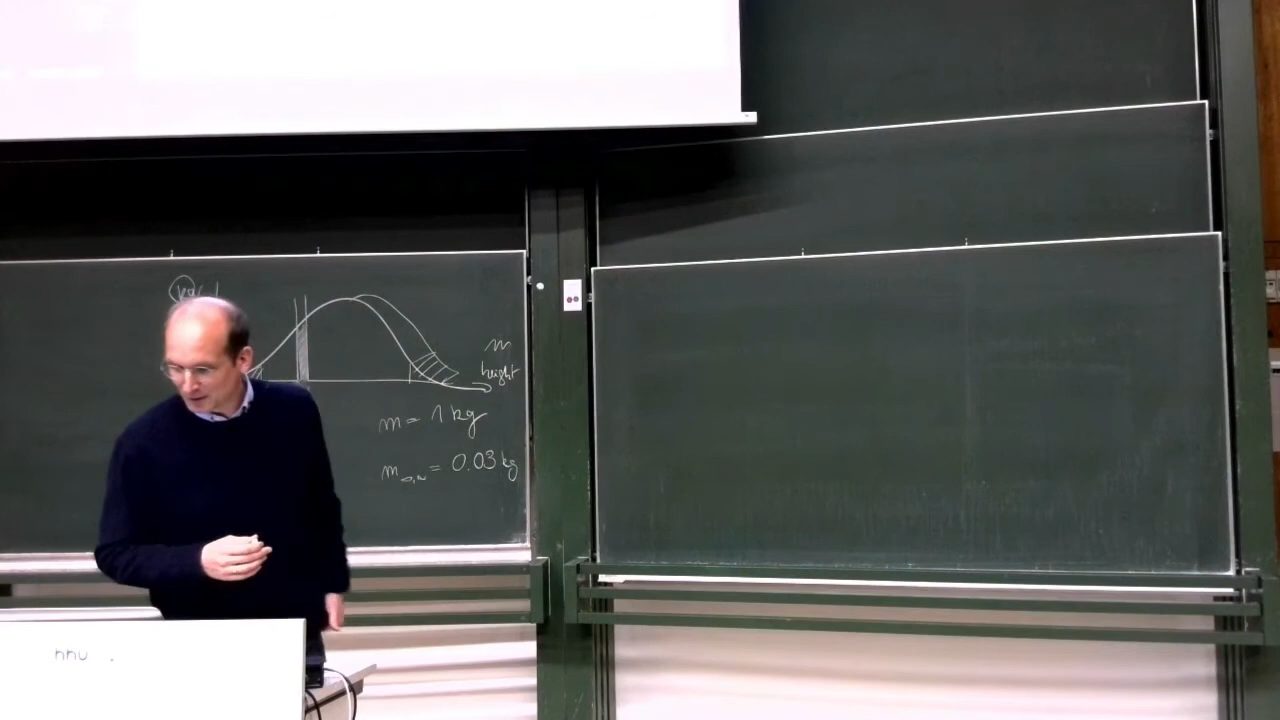 m
height
m = 1 kg
= 0.03 kg
hhu .